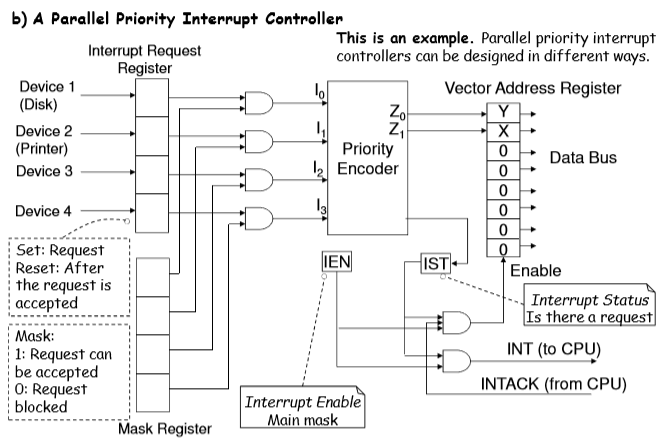 b) A Parallel Priority Interrupt Controller
This is an example. Parallel priority interrupt
controllers can be designed in different ways.
Interrupt Request
Register
Device 1
(Disk)
Device 2
(Printer)
Device 3
Device 4
Set: Request
Reset: After
the request is
accepted
Mask:
1: Request can
be accepted
0: Request
blocked
Mask Register
I0
I1
I2
I3
Priority
Encoder
Z0
Z1
Vector Address Register
Y
X
0
0
0
0
0
0
Data Bus
Enable
IEN
IST
Interrupt Status
Is there a request
Interrupt Enable
Main mask
INT (to CPU)
INTACK (from CPU)